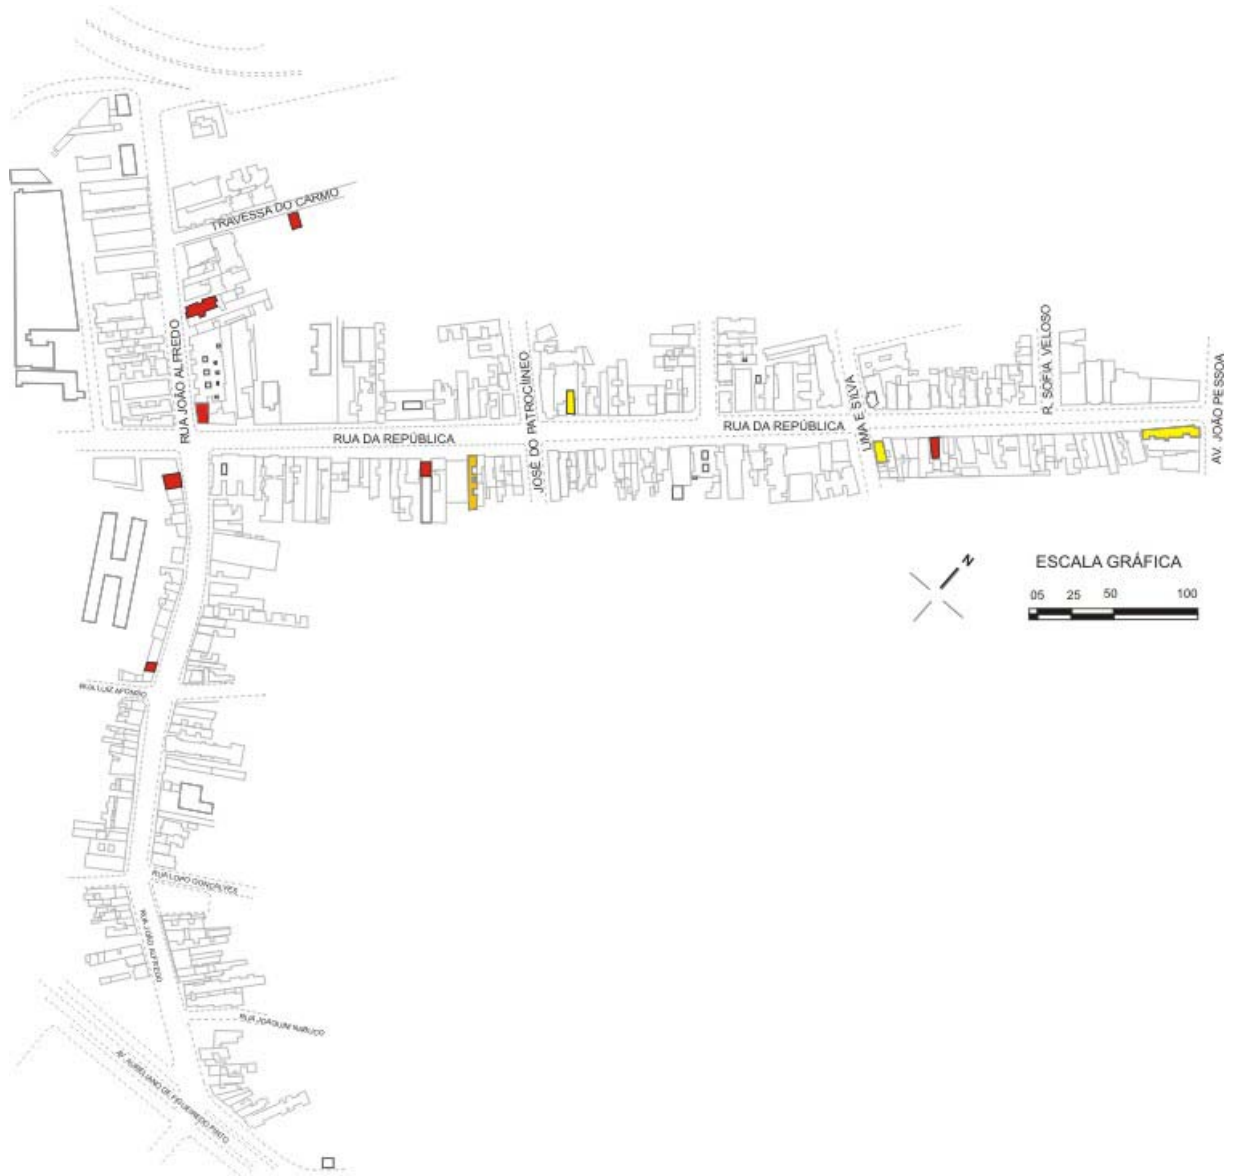 TRAVESSA DO CARMO
RUA JOÃO ALFREDO
RUA DA REPÚBLICA
JOSÉ DO PATROCÍINEO
RUA DA REPÚBLICA
LIMA E SILVA
R. SOFIA VELOSO
AV. JOÃO PESSOA
N
ESCALA GRÁFICA
05 25 50 100
RUA LUIZ AFONSO
RUA LOPO GONÇALVES
RUA JOÃO ALFREDO
RUA JOAQUIM NABUCO
AV. AURELIANO DE FIGUEIREDO PINTO